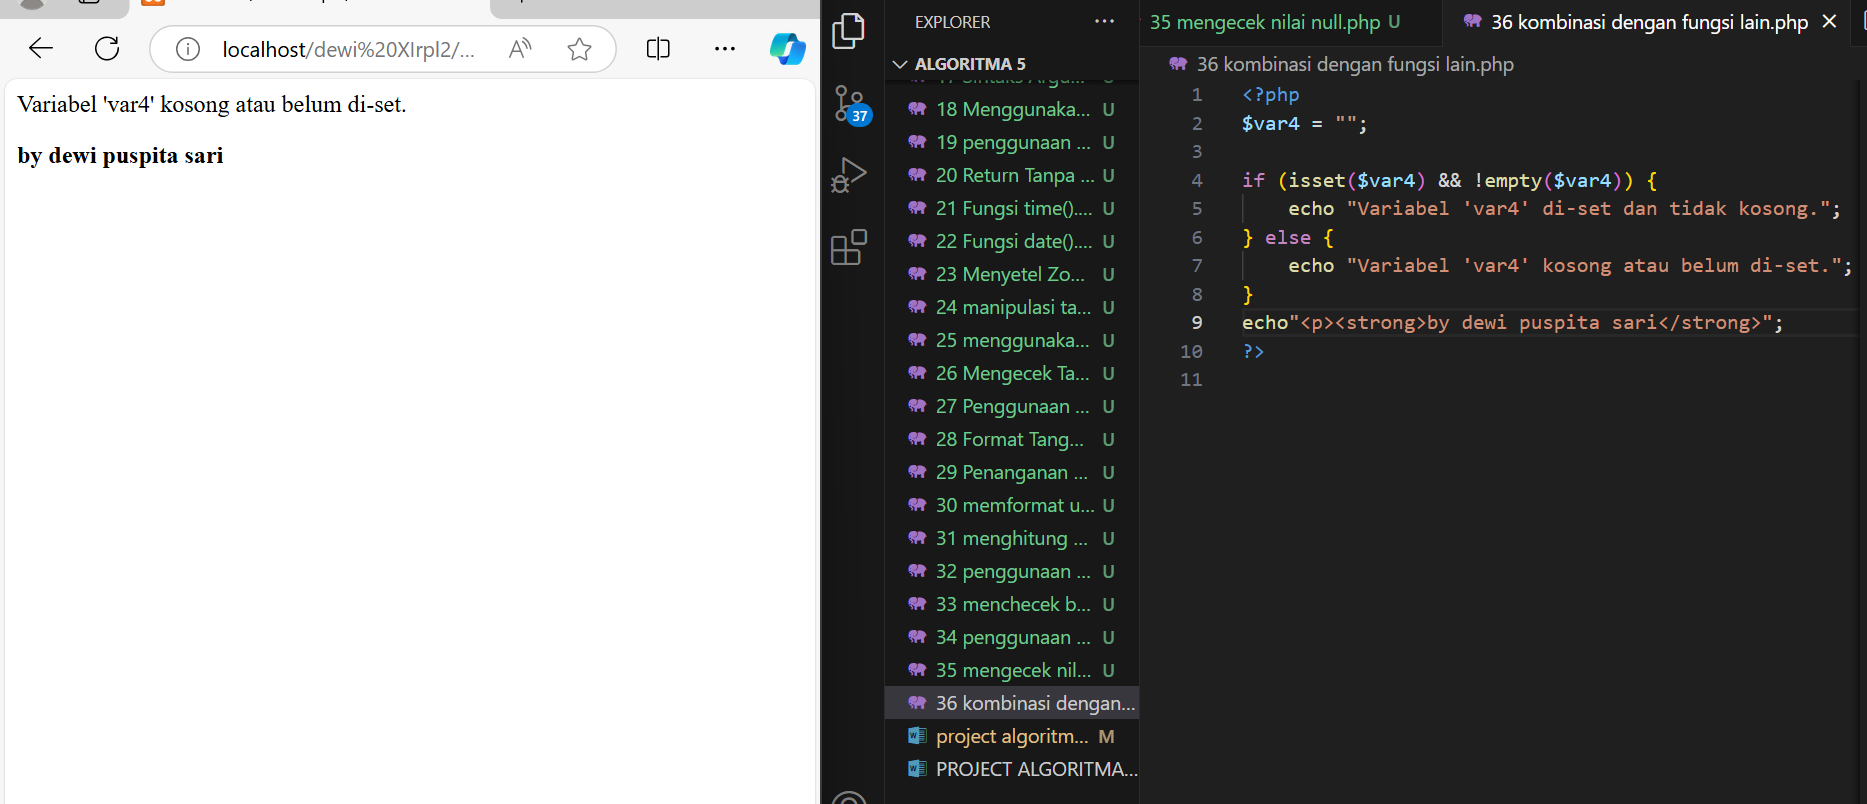 localhost/dewi%20XIrpl2/...
Variabel 'var4' kosong atau belum di-set.
by dewi puspita sari
37
EXPLORER
ALGORITMA 5
18 Menggunaka... U
19 penggunaan ... U
20 Return Tanpa ... U
21 Fungsi time().... U
22 Fungsi date().... U
23 Menyetel Zo... U
24 manipulasi ta... U
25 menggunaka... U
26 Mengecek Ta... U
27 Penggunaan ... U
28 Format Tang... U
29 Penanganan ... U
30 memformat u... U
31 menghitung ... U
32 penggunaan ... U
33 menchecek b... U
34 penggunaan ... U
35 mengecek nil... U
36 kombinasi dengan...
project algoritm... M
PROJECT ALGORITMA...
35 mengecek nilai null.php U
36 kombinasi dengan fungsi lain.php
36 kombinasi dengan fungsi lain.php
1 <?php
2 $var4 = "";
3
4 if (isset($var4) && !empty($var4)) {
5 echo "Variabel 'var4' di-set dan tidak kosong.";
6 } else {
7 echo "Variabel 'var4' kosong atau belum di-set.";
8 }
9 echo"<p><strong>by dewi puspita sari</strong>";
10 ?>
11